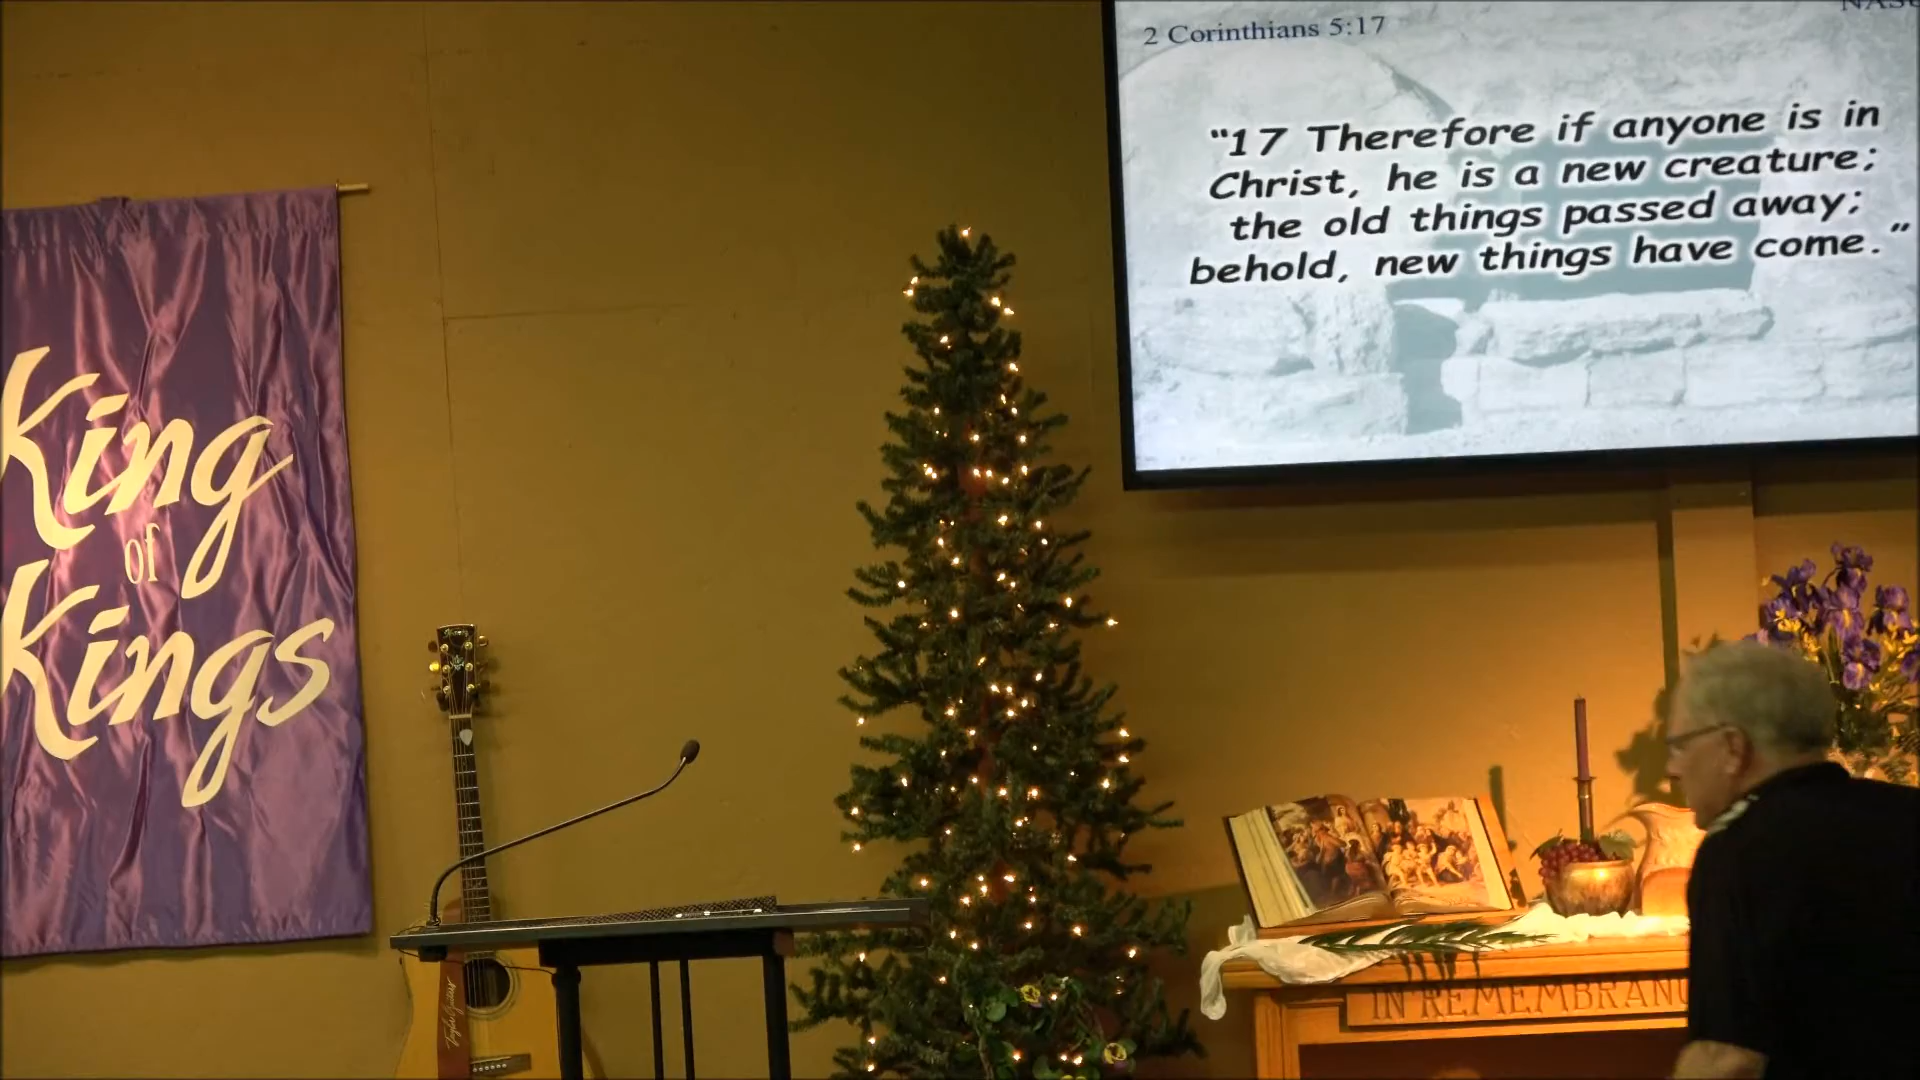 2 Corinthians 5:17
“17 Therefore if anyone is in
Christ, he is a new creature;
the old things passed away;
behold, new things have come.”
King
of
Kings
IN REMEMBRANC